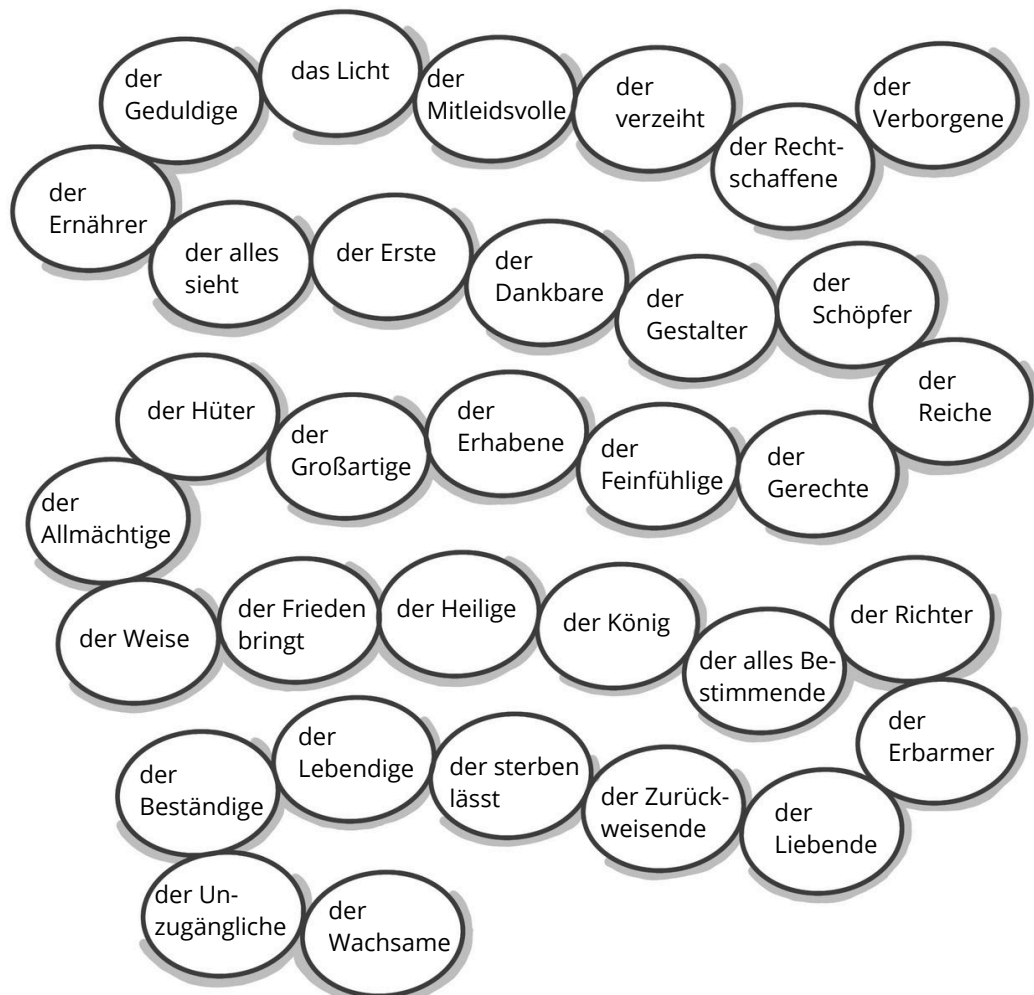 der
Geduldige
das Licht
der
Mitleidsvolle
der
verzeiht
der Recht-
schaffene
der
Verborgene
der
Ernährer
der alles
sieht
der Erste
der
Dankbare
der
Gestalter
der
Schöpfer
der
Reiche
der Hüter
der
Großartige
der
Erhabene
der
Feinfühlige
der
Gerechte
der
Allmächtige
der Weise
der Frieden
bringt
der Heilige
der König
der alles Be-
stimmende
der Richter
der
Erbarmer
der
Beständige
der
Lebendige
der sterben
lässt
der Zurück-
weisende
der
Liebende
der Un-
zugängliche
der
Wachsame